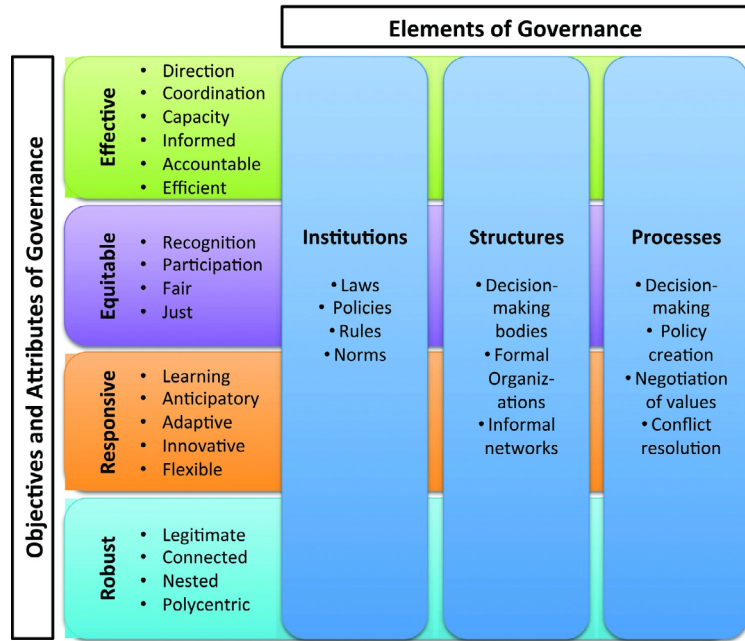 Elements of Governance
Objectives and Attributes of Governance
Effective
• Direction
• Coordination
• Capacity
• Informed
• Accountable
• Efficient
Equitable
• Recognition
• Participation
• Fair
• Just
Responsive
• Learning
• Anticipatory
• Adaptive
• Innovative
• Flexible
Robust
• Legitimate
• Connected
• Nested
• Polycentric
Institutions
• Laws
• Policies
• Rules
• Norms
Structures
• Decision-
making
bodies
• Formal
Organiz-
ations
• Informal
networks
Processes
• Decision-
making
• Policy
creation
• Negotiation
of values
• Conflict
resolution